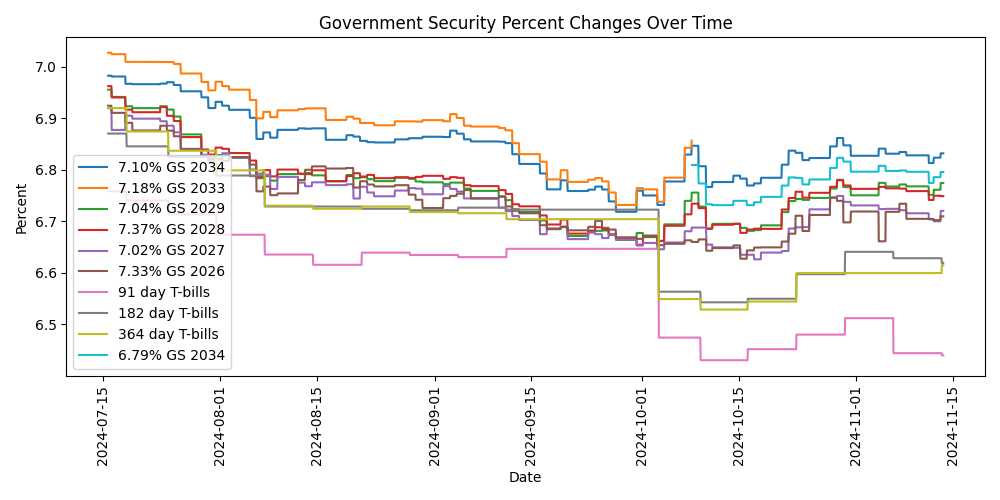 Government Security Percent Changes Over Time
Percent
7.0
6.9
6.8
6.7
6.6
6.5
7.10% GS 2034
7.18% GS 2033
7.04% GS 2029
7.37% GS 2028
7.02% GS 2027
7.33% GS 2026
91 day T-bills
182 day T-bills
364 day T-bills
6.79% GS 2034
2024-07-15
2024-08-01
2024-08-15
2024-09-01
2024-09-15
2024-10-01
2024-10-15
2024-11-01
2024-11-15
Date